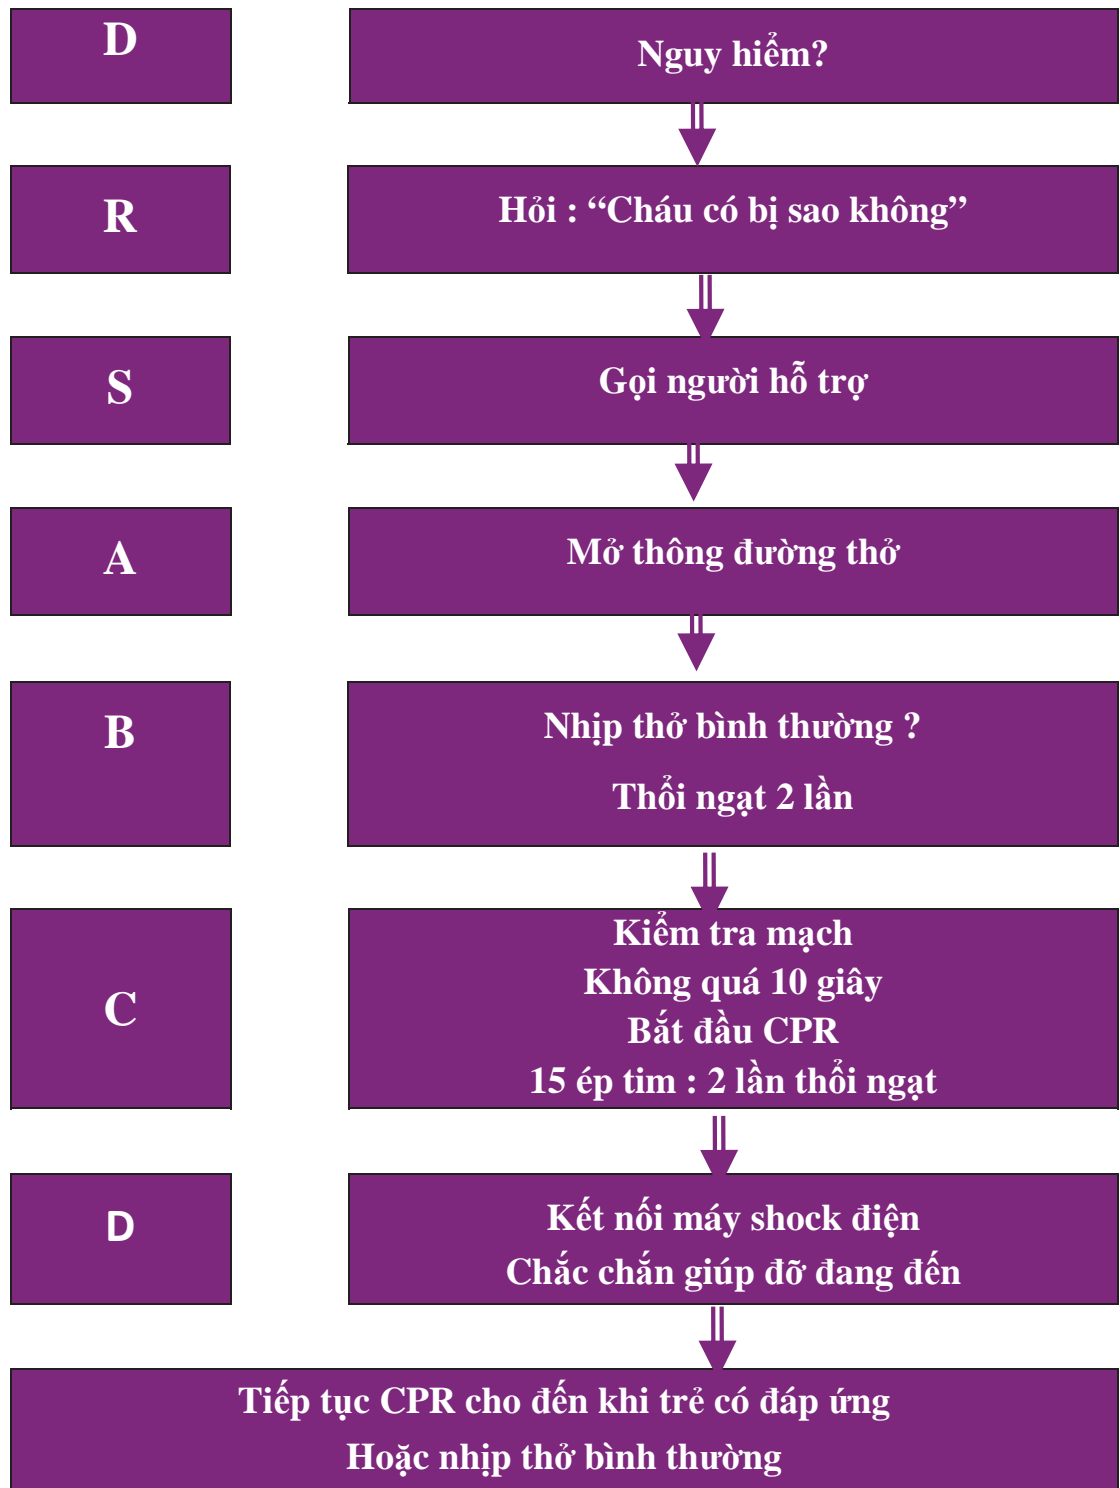 D
Nguy hiểm?
R
Hỏi : “Cháu có bị sao không”
S
Gọi người hỗ trợ
A
Mở thông đường thở
B
Nhịp thở bình thường ?
Thổi ngạt 2 lần
C
Kiểm tra mạch
Không quá 10 giây
Bắt đầu CPR
15 ép tim : 2 lần thổi ngạt
D
Kết nối máy shock điện
Chắc chắn giúp đỡ đang đến
Tiếp tục CPR cho đến khi trẻ có đáp ứng
Hoặc nhịp thở bình thường